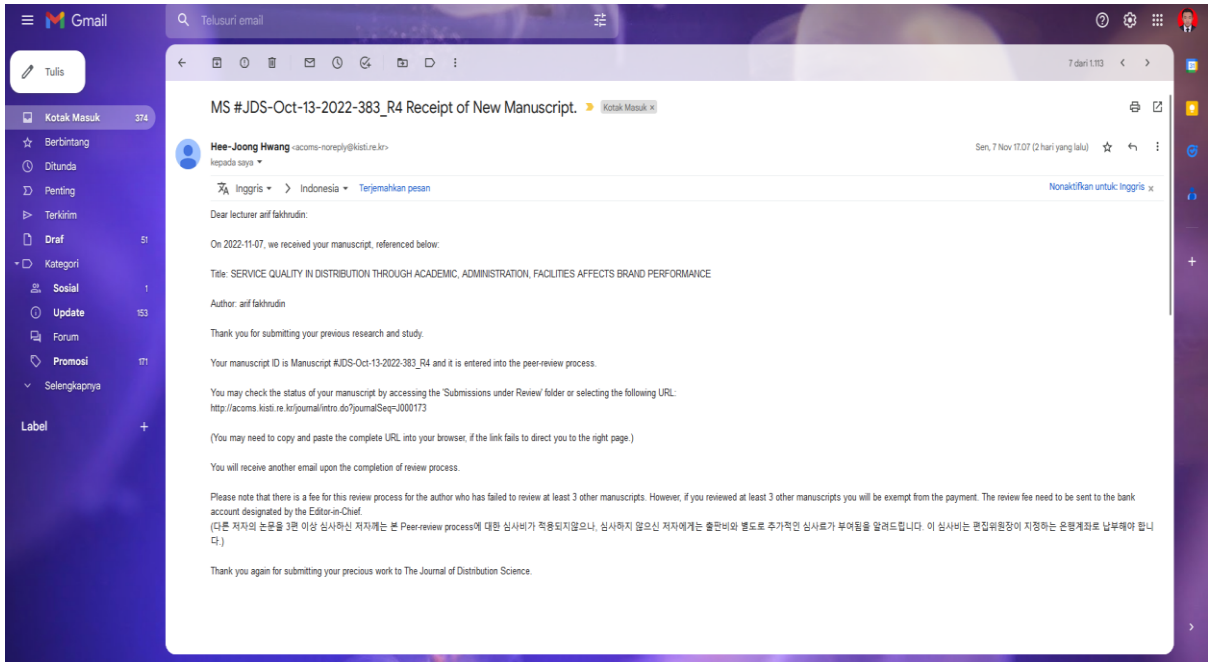 Gmail
Telusuri email
Tulis
7 dari 1.113
Kotak Masuk 374
Berbintang
Ditunda
Penting
Terkirim
Draf 51
Kategori
Sosial 1
Update 153
Forum
Promosi 171
Selengkapnya
Label +
MS #JDS-Oct-13-2022-383_R4 Receipt of New Manuscript. Kotak Masuk ×
Hee-Joong Hwang <acoms-noreply@kisti.re.kr> Sen, 7 Nov 17.07 (2 hari yang lalu)
kepada saya
Inggris > Indonesia Terjemahkan pesan Nonaktifkan untuk: Inggris x
Dear lecturer arif fakhrudin:
On 2022-11-07, we received your manuscript, referenced below:
Title: SERVICE QUALITY IN DISTRIBUTION THROUGH ACADEMIC, ADMINISTRATION, FACILITIES AFFECTS BRAND PERFORMANCE
Author: arif fakhrudin
Thank you for submitting your previous research and study.
Your manuscript ID is Manuscript #JDS-Oct-13-2022-383_R4 and it is entered into the peer-review process.
You may check the status of your manuscript by accessing the 'Submissions under Review' folder or selecting the following URL:
http://acoms.kisti.re.kr/journal/intro.do?journalSeq=J000173
(You may need to copy and paste the complete URL into your browser, if the link fails to direct you to the right page.)
You will receive another email upon the completion of review process.
Please note that there is a fee for this review process for the author who has failed to review at least 3 other manuscripts. However, if you reviewed at least 3 other manuscripts you will be exempt from the payment. The review fee need to be sent to the bank
account designated by the Editor-in-Chief.
(다른 저자의 논문을 3편 이상 심사하신 저자께는 본 Peer-review process에 대한 심사비가 적용되지않으나, 심사하지 않으신 저자에게는 출판비와 별도로 추가적인 심사료가 부여됨을 알려드립니다. 이 심사비는 편집위원장이 지정하는 은행계좌로 납부해야 합니
다.)
Thank you again for submitting your precious work to The Journal of Distribution Science.